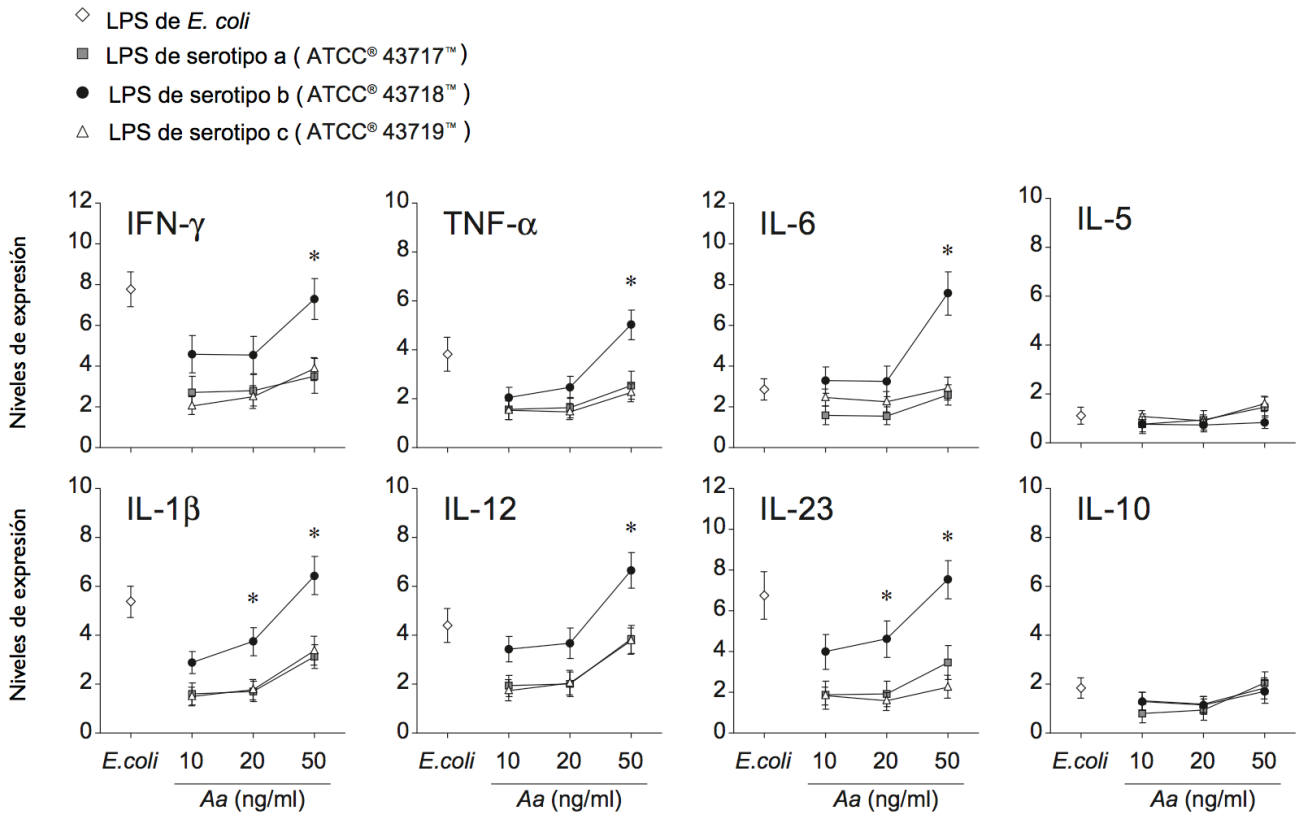 LPS de E. coli
LPS de serotipo a ( ATCC® 43717™ )
LPS de serotipo b ( ATCC® 43718™ )
LPS de serotipo c ( ATCC® 43719™ )
Niveles de expresión
12
10
8
6
4
2
0
IFN-γ
*
10
8
6
4
2
0
TNF-α
*
12
10
8
6
4
2
0
IL-6
*
10
8
6
4
2
0
IL-5
Niveles de expresión
10
8
6
4
2
0
IL-1β
*
*
E.coli 10 20 50
Aa (ng/ml)
10
8
6
4
2
0
IL-12
*
E.coli 10 20 50
Aa (ng/ml)
12
10
8
6
4
2
0
IL-23
*
*
E.coli 10 20 50
Aa (ng/ml)
10
8
6
4
2
0
IL-10
E.coli 10 20 50
Aa (ng/ml)